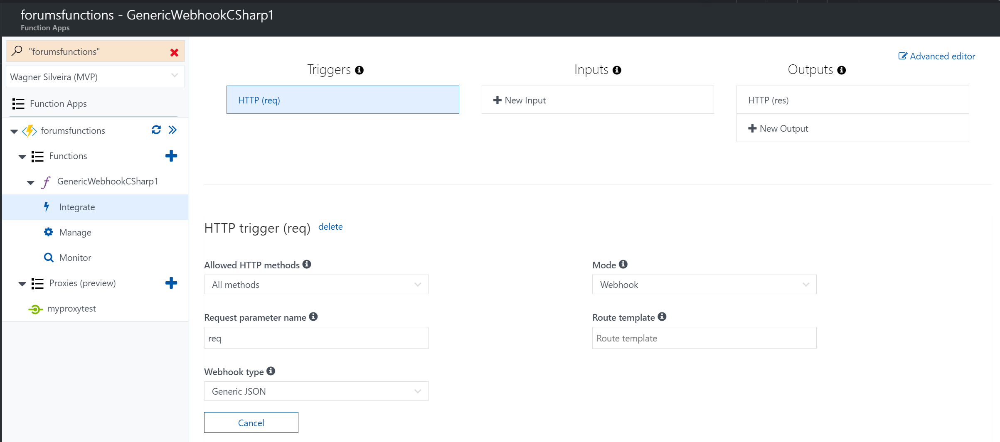 forumsfunctions - GenericWebhookCSharp1
Function Apps
"forumsfunctions"
Wagner Silveira (MVP)
Function Apps
forumsfunctions
Functions
GenericWebhookCSharp1
Integrate
Manage
Monitor
Proxies (preview)
myproxytest
Advanced editor
Triggers
Inputs
Outputs
HTTP (req)
New Input
HTTP (res)
New Output
HTTP trigger (req) delete
Allowed HTTP methods
All methods
Mode
Webhook
Request parameter name
req
Route template
Route template
Webhook type
Generic JSON
Cancel